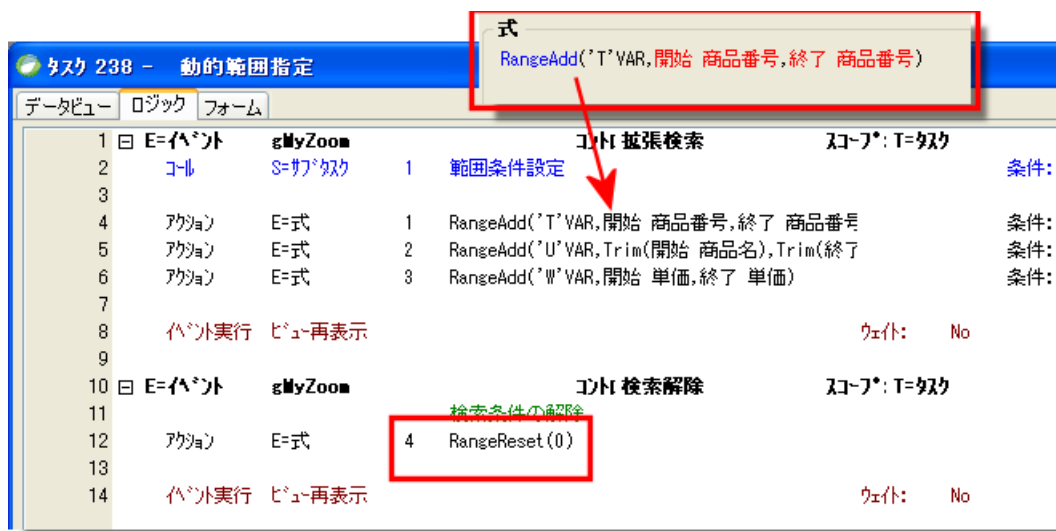 式
RangeAdd('T'VAR,開始 商品番号,終了 商品番号)
タスク 238 - 動的範囲指定
データビュー ロジック フォーム
1 E=イベント gMyZoom コントロ 拡張検索 スコープ: T=タスク
2 コール S=サブタスク 1 範囲条件設定 条件:
3
4 アクション E=式 1 RangeAdd('T'VAR,開始 商品番号,終了 商品番号 条件:
5 アクション E=式 2 RangeAdd('U'VAR,Trim(開始 商品名),Trim(終了 条件:
6 アクション E=式 3 RangeAdd('W'VAR,開始 単価,終了 単価) 条件:
7
8 イベント実行 ビュー再表示 ウェイト: No
9
10 E=イベント gMyZoom コントロ 検索解除 スコープ: T=タスク
11 検索条件の解除
12 アクション E=式 4 RangeReset(0)
13
14 イベント実行 ビュー再表示 ウェイト: No